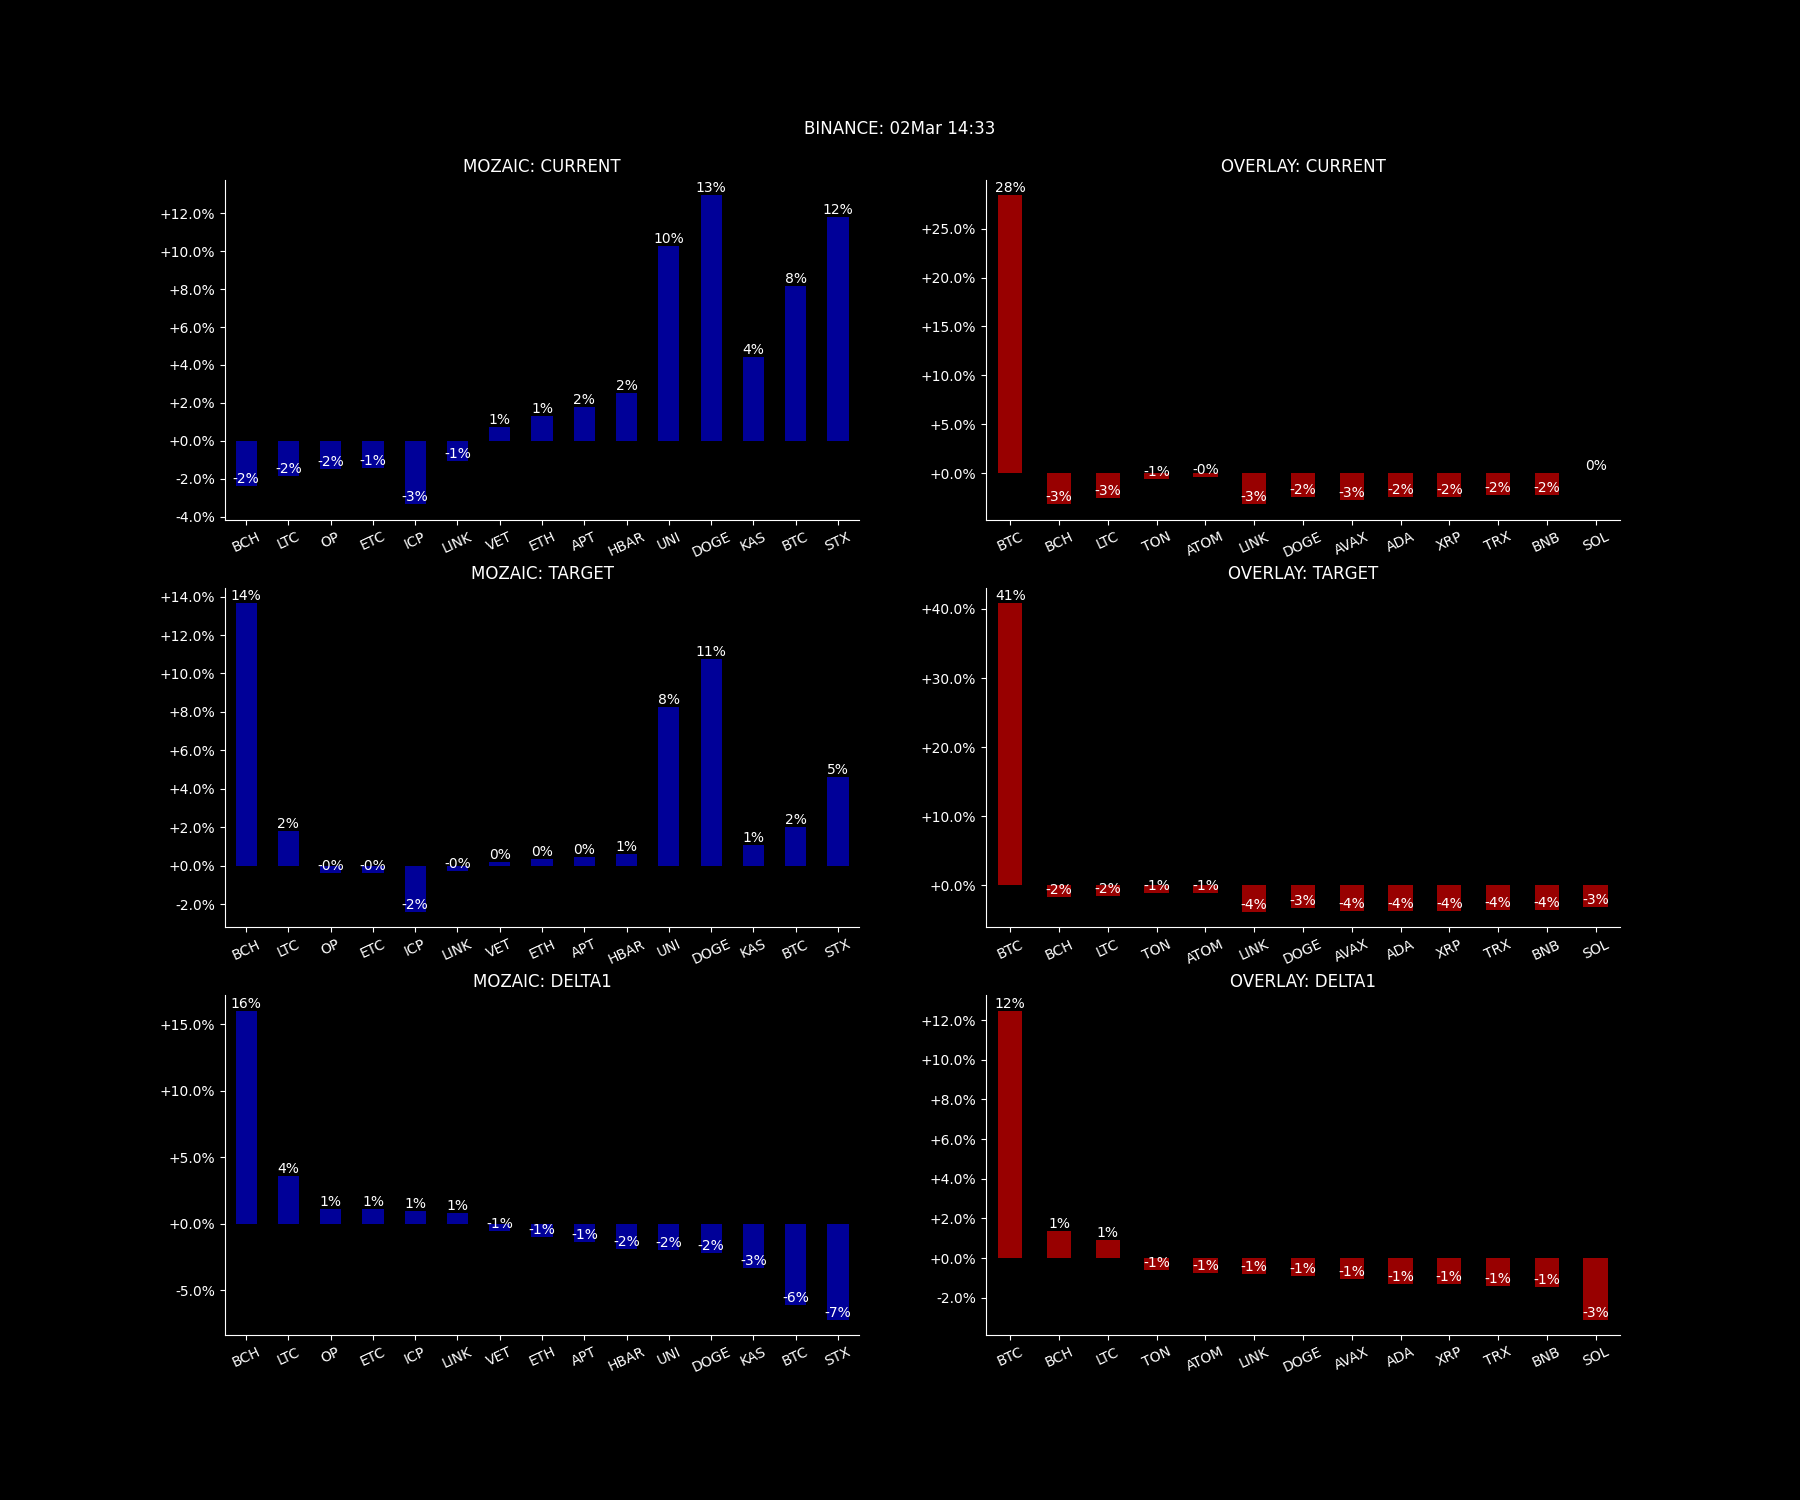 BINANCE: 02Mar 14:33
MOZAIC: CURRENT
+12.0%
+10.0%
+8.0%
+6.0%
+4.0%
+2.0%
+0.0%
-2.0%
-4.0%
-2% -2% -2% -1% -3% -1% 1% 1% 2% 2% 10% 13% 4% 8% 12%
BCH LTC OP ETC ICP LINK VET ETH APT HBAR UNI DOGE KAS BTC STX
OVERLAY: CURRENT
+25.0%
+20.0%
+15.0%
+10.0%
+5.0%
+0.0%
28% -3% -3% -1% -0% -3% -2% -3% -2% -2% -2% -2% 0%
BTC BCH LTC TON ATOM LINK DOGE AVAX ADA XRP TRX BNB SOL
MOZAIC: TARGET
+14.0%
+12.0%
+10.0%
+8.0%
+6.0%
+4.0%
+2.0%
+0.0%
-2.0%
14% 2% -0% -0% -2% -0% 0% 0% 0% 1% 8% 11% 1% 2% 5%
BCH LTC OP ETC ICP LINK VET ETH APT HBAR UNI DOGE KAS BTC STX
OVERLAY: TARGET
+40.0%
+30.0%
+20.0%
+10.0%
+0.0%
41% -2% -2% -1% -1% -4% -3% -4% -4% -4% -4% -4% -3%
BTC BCH LTC TON ATOM LINK DOGE AVAX ADA XRP TRX BNB SOL
MOZAIC: DELTA1
+15.0%
+10.0%
+5.0%
+0.0%
-5.0%
16% 4% 1% 1% 1% 1% -1% -1% -1% -2% -2% -2% -3% -6% -7%
BCH LTC OP ETC ICP LINK VET ETH APT HBAR UNI DOGE KAS BTC STX
OVERLAY: DELTA1
+12.0%
+10.0%
+8.0%
+6.0%
+4.0%
+2.0%
+0.0%
-2.0%
12% 1% 1% -1% -1% -1% -1% -1% -1% -1% -1% -1% -3%
BTC BCH LTC TON ATOM LINK DOGE AVAX ADA XRP TRX BNB SOL